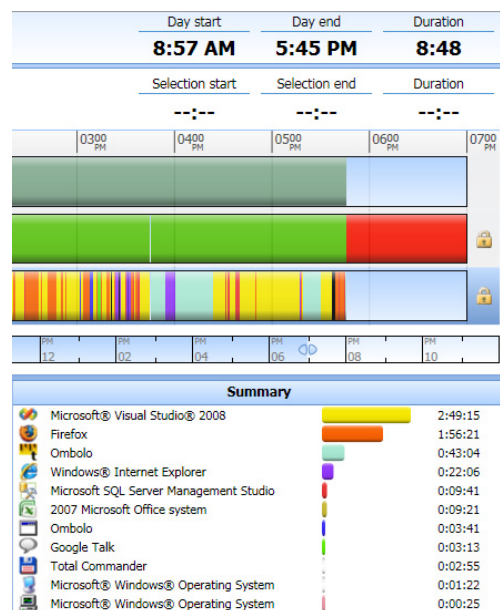 Day start Day end Duration
8:57 AM 5:45 PM 8:48
Selection start Selection end Duration
--:-- --:-- --:--
0300 PM 0400 PM 0500 PM 0600 PM 0700 PM
PM 12 PM 02 PM 04 PM 06 PM 08 PM 10
Summary
Microsoft® Visual Studio® 2008 2:49:15
Firefox 1:56:21
Ombolo 0:43:04
Windows® Internet Explorer 0:22:06
Microsoft SQL Server Management Studio 0:09:41
2007 Microsoft Office system 0:09:21
Ombolo 0:03:41
Google Talk 0:03:13
Total Commander 0:02:55
Microsoft® Windows® Operating System 0:01:22
Microsoft® Windows® Operating System 0:00:25